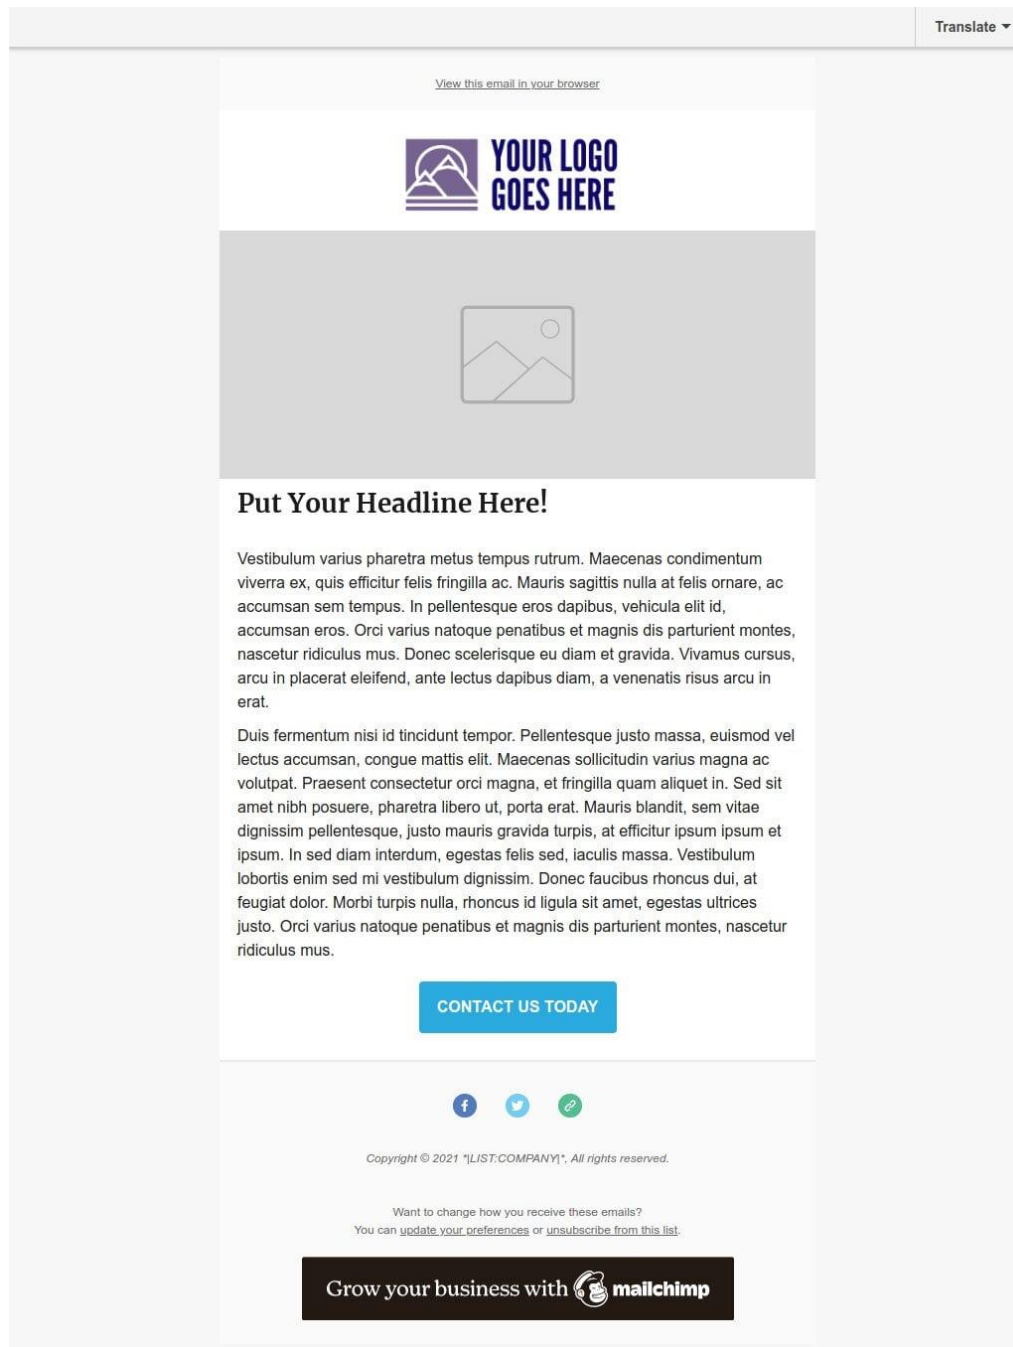 Translate
View this email in your browser
YOUR LOGO
GOES HERE
Put Your Headline Here!
Vestibulum varius pharetra metus tempus rutrum. Maecenas condimentum
viverra ex, quis efficitur felis fringilla ac. Mauris sagittis nulla at felis ornare, ac
accumsan sem tempus. In pellentesque eros dapibus, vehicula elit id,
accumsan eros. Orci varius natoque penatibus et magnis dis parturient montes,
nascetur ridiculus mus. Donec scelerisque eu diam et gravida. Vivamus cursus,
arcu in placerat eleifend, ante lectus dapibus diam, a venenatis risus arcu in
erat.
Duis fermentum nisi id tincidunt tempor. Pellentesque justo massa, euismod vel
lectus accumsan, congue mattis elit. Maecenas sollicitudin varius magna ac
volutpat. Praesent consectetur orci magna, et fringilla quam aliquet in. Sed sit
amet nibh posuere, pharetra libero ut, porta erat. Mauris blandit, sem vitae
dignissim pellentesque, justo mauris gravida turpis, at efficitur ipsum ipsum et
ipsum. In sed diam interdum, egestas felis sed, iaculis massa. Vestibulum
lobortis enim sed mi vestibulum dignissim. Donec faucibus rhoncus dui, at
feugiat dolor. Morbi turpis nulla, rhoncus id ligula sit amet, egestas ultrices
justo. Orci varius natoque penatibus et magnis dis parturient montes, nascetur
ridiculus mus.
CONTACT US TODAY
Copyright © 2021 *|LIST:COMPANY|*, All rights reserved.
Want to change how you receive these emails?
You can update your preferences or unsubscribe from this list.
Grow your business with mailchimp